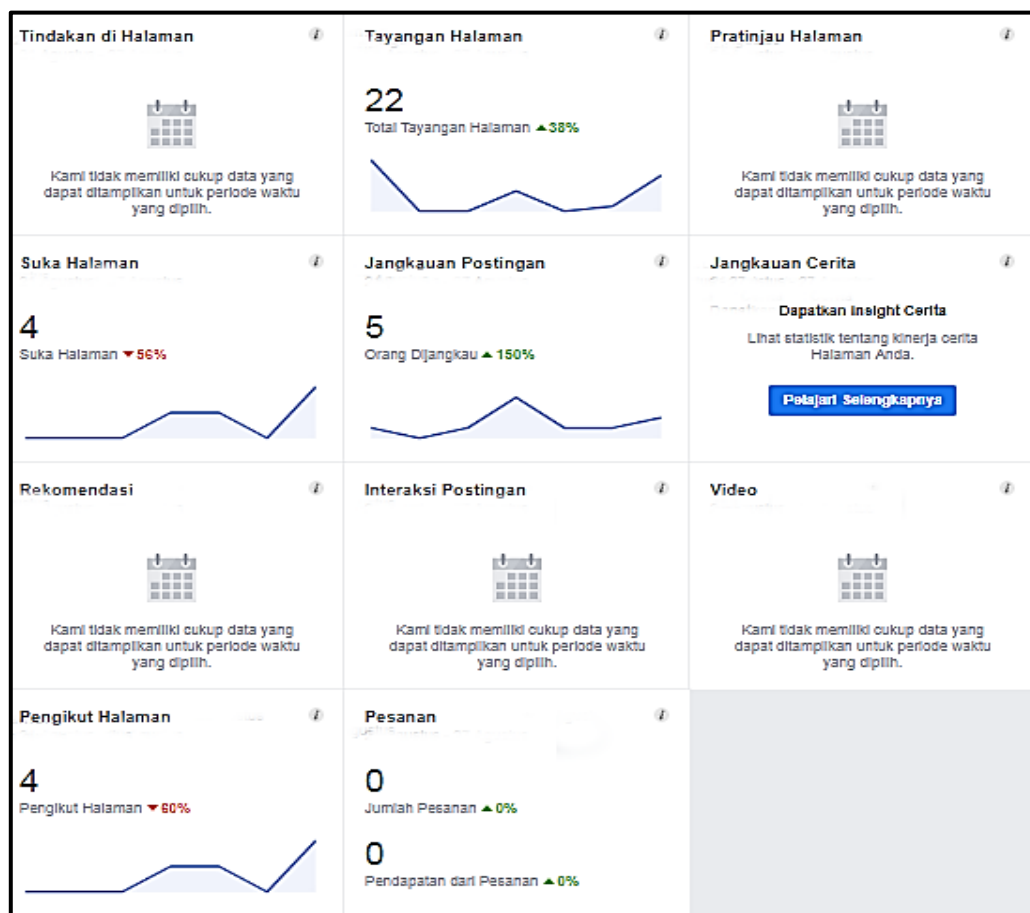 Tindakan di Halaman
Kami tidak memiliki cukup data yang
dapat ditampilkan untuk periode waktu
yang dipilih.
Tayangan Halaman
22
Total Tayangan Halaman ▲38%
Pratinjau Halaman
Kami tidak memiliki cukup data yang
dapat ditampilkan untuk periode waktu
yang dipilih.
Suka Halaman
4
Suka Halaman ▼56%
Jangkauan Postingan
5
Orang Dijangkau ▲150%
Jangkauan Cerita
Dapatkan Insight Cerita
Lihat statistik tentang kinerja cerita
Halaman Anda.
Pelajari Selengkapnya
Rekomendasi
Kami tidak memiliki cukup data yang
dapat ditampilkan untuk periode waktu
yang dipilih.
Interaksi Postingan
Kami tidak memiliki cukup data yang
dapat ditampilkan untuk periode waktu
yang dipilih.
Video
Kami tidak memiliki cukup data yang
dapat ditampilkan untuk periode waktu
yang dipilih.
Pengikut Halaman
4
Pengikut Halaman ▼60%
Pesanan
0
Jumlah Pesanan ▲0%
0
Pendapatan dari Pesanan ▲0%